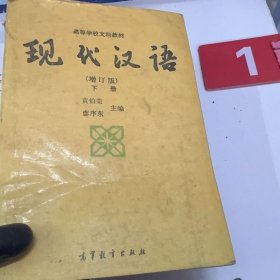 高等学校文科教材
现代汉语
(增订版)
下册
黄伯荣
廖序东
主编
高等教育出版社
1